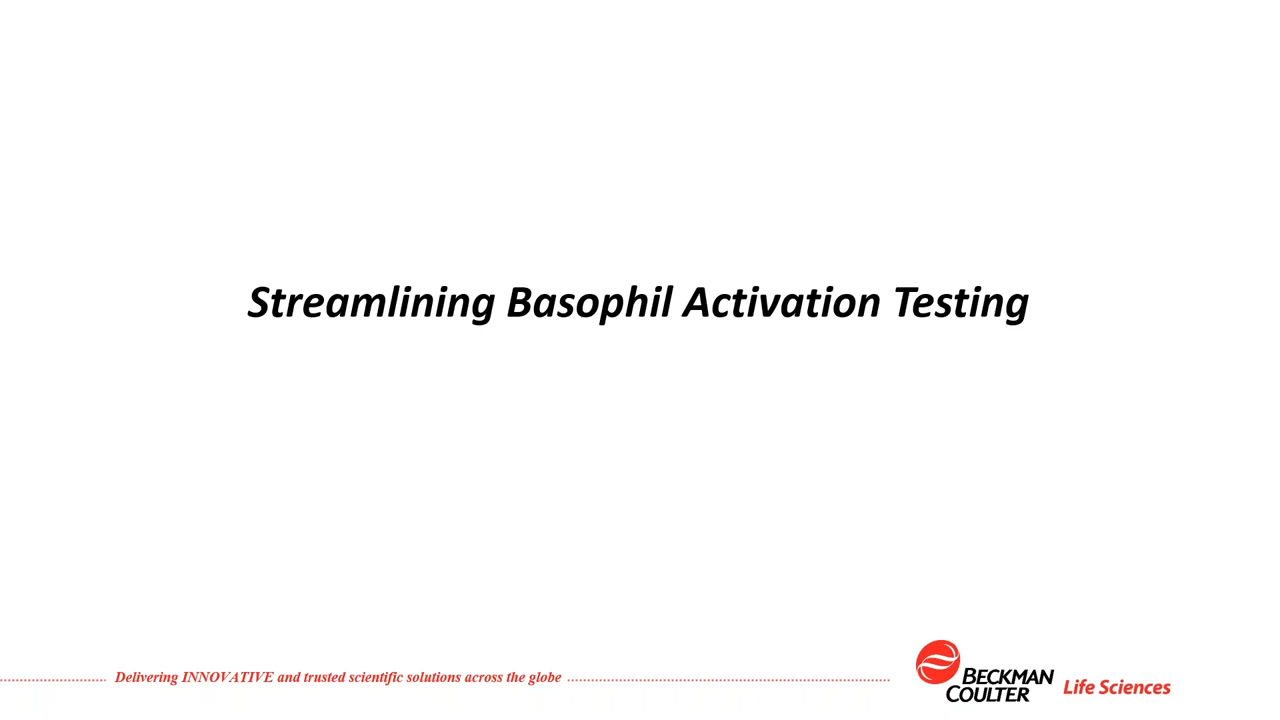 Streamlining Basophil Activation Testing
Delivering INNOVATIVE and trusted scientific solutions across the globe
BECKMAN
COULTER
Life Sciences